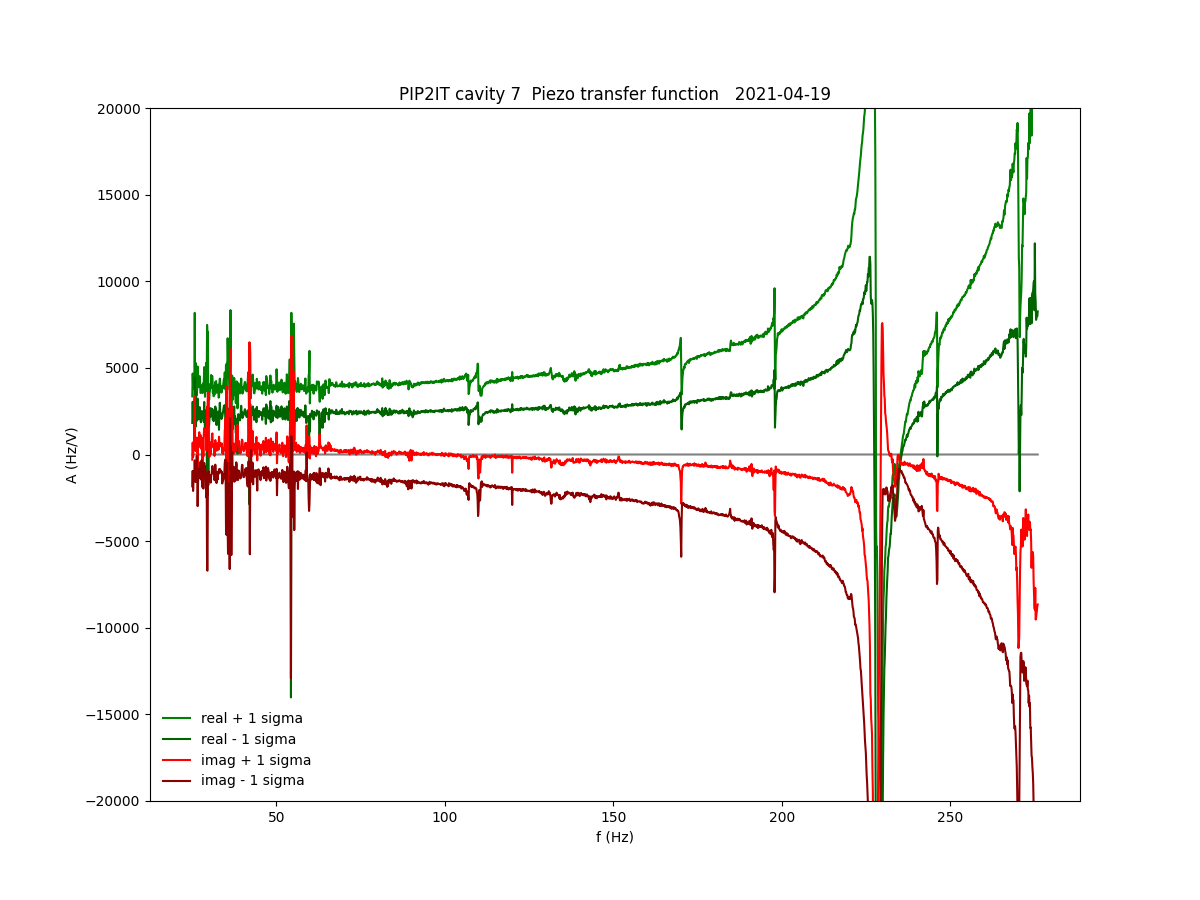 PIP2IT cavity 7  Piezo transfer function   2021-04-19
20000
15000
10000
5000
0
−5000
−10000
−15000
−20000
A (Hz/V)
real + 1 sigma
real - 1 sigma
imag + 1 sigma
imag - 1 sigma
50
100
150
200
250
f (Hz)